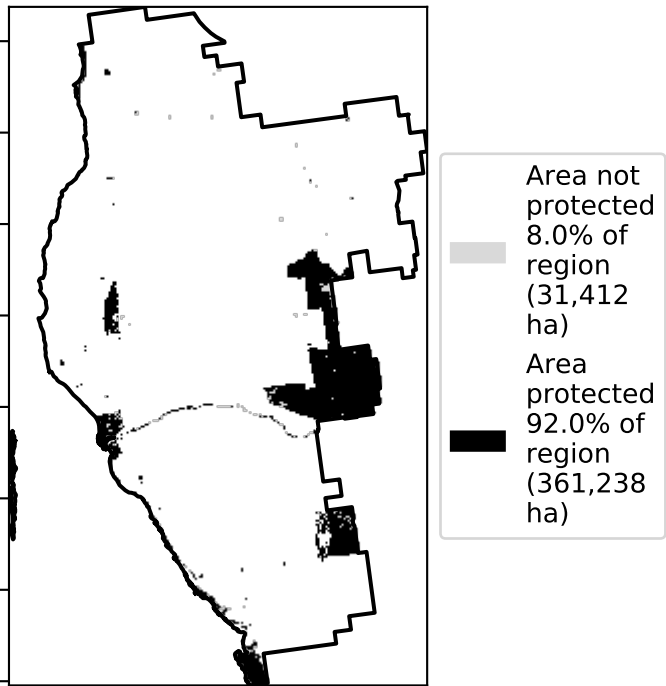 Area not
protected
8.0% of
region
(31,412
ha)
Area
protected
92.0% of
region
(361,238
ha)